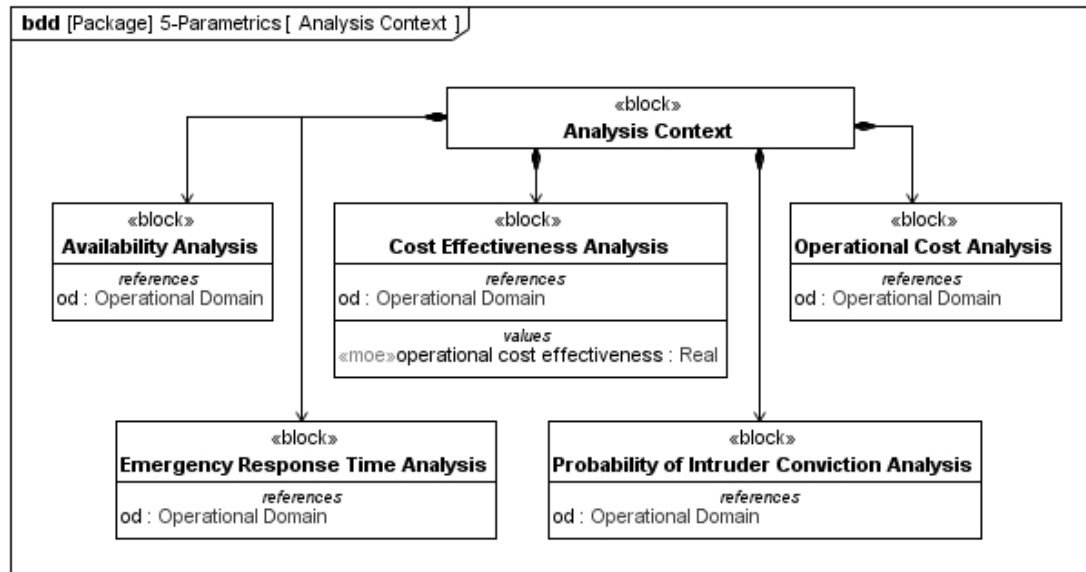 bdd [Package] 5-Parametrics [ Analysis Context ]
«block»
Analysis Context
«block»
Availability Analysis
references
od : Operational Domain
«block»
Cost Effectiveness Analysis
references
od : Operational Domain
values
«moe»operational cost effectiveness : Real
«block»
Operational Cost Analysis
references
od : Operational Domain
«block»
Emergency Response Time Analysis
references
od : Operational Domain
«block»
Probability of Intruder Conviction Analysis
references
od : Operational Domain